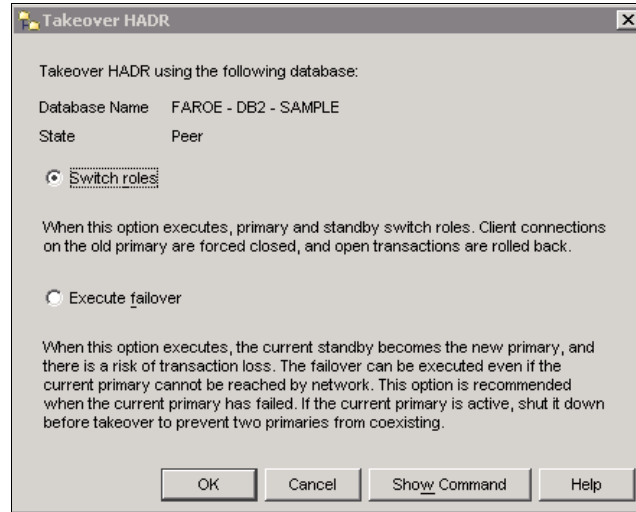 Takeover HADR
Takeover HADR using the following database:
Database Name FAROE - DB2 - SAMPLE
State Peer
Switch roles
When this option executes, primary and standby switch roles. Client connections
on the old primary are forced closed, and open transactions are rolled back.
Execute failover
When this option executes, the current standby becomes the new primary, and
there is a risk of transaction loss. The failover can be executed even if the
current primary cannot be reached by network. This option is recommended
when the current primary has failed. If the current primary is active, shut it down
before takeover to prevent two primaries from coexisting.
OK Cancel Show Command Help